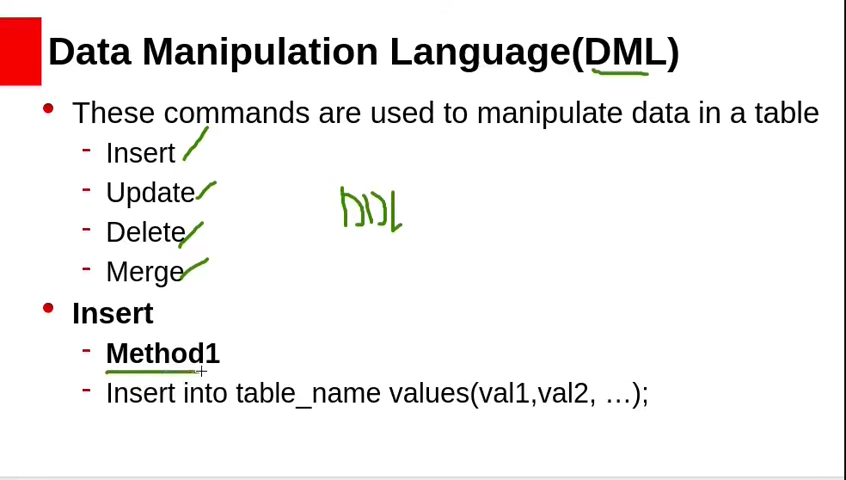 Data Manipulation Language(DML)
These commands are used to manipulate data in a table
- Insert
- Update
- Delete
- Merge
DDL
Insert
- Method1
- Insert into table_name values(val1,val2, …);